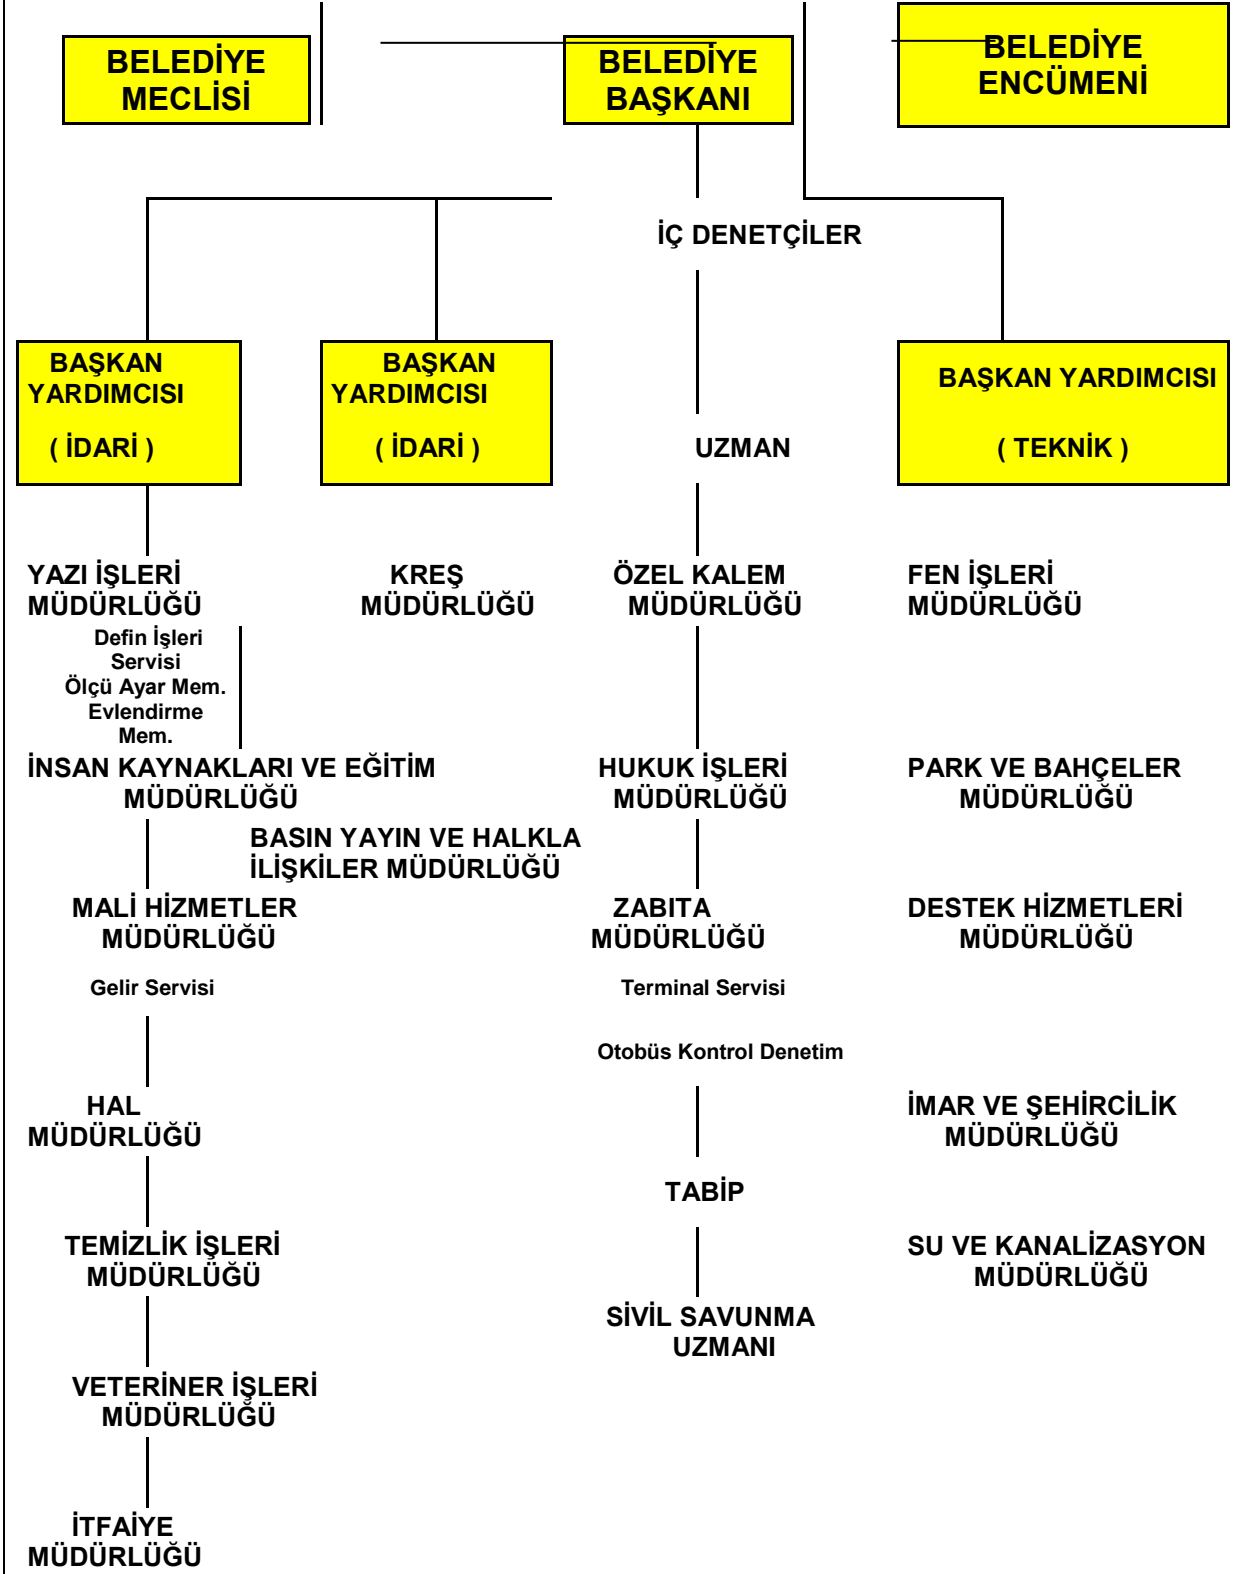 BELEDİYE
MECLİSİ
BELEDİYE
BAŞKANI
BELEDİYE
ENCÜMENİ
İÇ DENETÇİLER
BAŞKAN
YARDIMCISI
( İDARİ )
BAŞKAN
YARDIMCISI
( İDARİ )
UZMAN
BAŞKAN YARDIMCISI
( TEKNİK )
YAZI İŞLERİ
MÜDÜRLÜĞÜ
Defin İşleri
Servisi
Ölçü Ayar Mem.
Evlendirme
Mem.
KREŞ
MÜDÜRLÜĞÜ
ÖZEL KALEM
MÜDÜRLÜĞÜ
FEN İŞLERİ
MÜDÜRLÜĞÜ
İNSAN KAYNAKLARI VE EĞİTİM
MÜDÜRLÜĞÜ
HUKUK İŞLERİ
MÜDÜRLÜĞÜ
PARK VE BAHÇELER
MÜDÜRLÜĞÜ
BASIN YAYIN VE HALKLA
İLİŞKİLER MÜDÜRLÜĞÜ
MALİ HİZMETLER
MÜDÜRLÜĞÜ
Gelir Servisi
ZABITA
MÜDÜRLÜĞÜ
Terminal Servisi
Otobüs Kontrol Denetim
DESTEK HİZMETLERİ
MÜDÜRLÜĞÜ
HAL
MÜDÜRLÜĞÜ
İMAR VE ŞEHİRCİLİK
MÜDÜRLÜĞÜ
TABİP
TEMİZLİK İŞLERİ
MÜDÜRLÜĞÜ
SU VE KANALİZASYON
MÜDÜRLÜĞÜ
SİVİL SAVUNMA
UZMANI
VETERİNER İŞLERİ
MÜDÜRLÜĞÜ
İTFAİYE
MÜDÜRLÜĞÜ